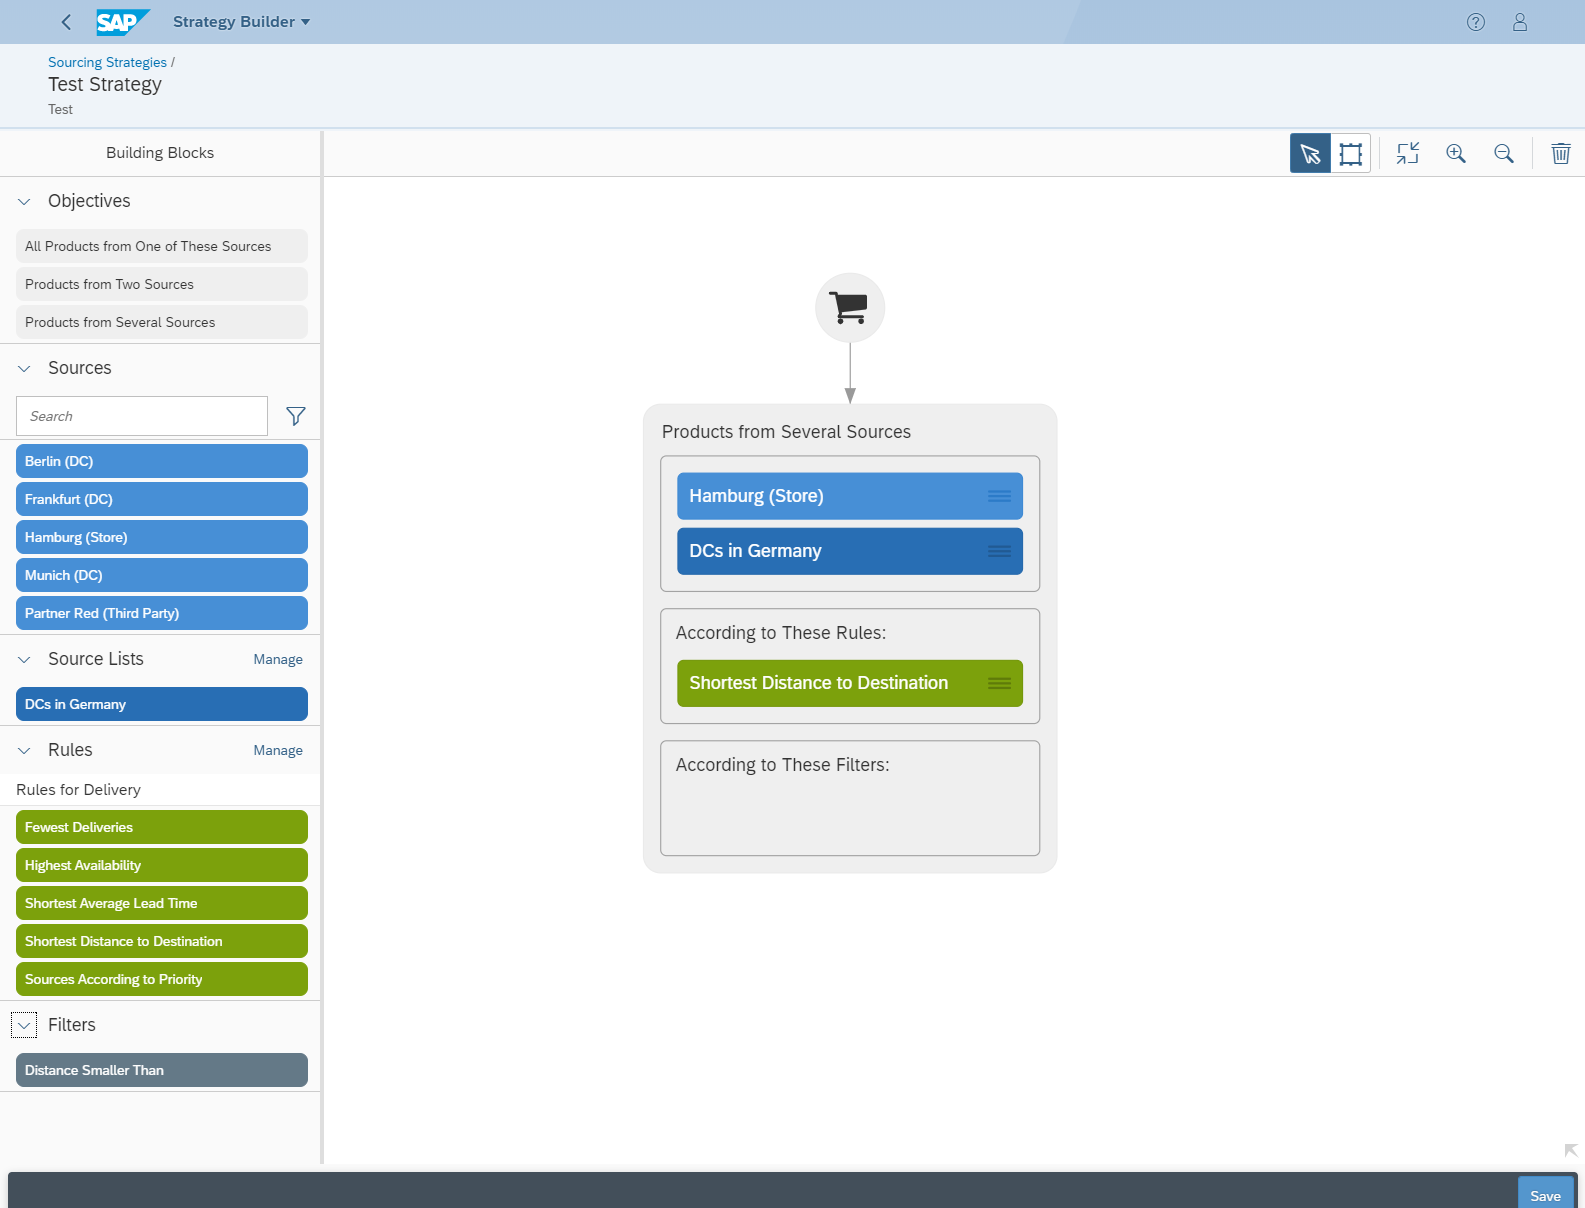 SAP Strategy Builder
Sourcing Strategies /
Test Strategy
Test
Building Blocks
Objectives
All Products from One of These Sources
Products from Two Sources
Products from Several Sources
Sources
Search
Berlin (DC)
Frankfurt (DC)
Hamburg (Store)
Munich (DC)
Partner Red (Third Party)
Source Lists Manage
DCs in Germany
Rules Manage
Rules for Delivery
Fewest Deliveries
Highest Availability
Shortest Average Lead Time
Shortest Distance to Destination
Sources According to Priority
Filters
Distance Smaller Than
Products from Several Sources
Hamburg (Store)
DCs in Germany
According to These Rules:
Shortest Distance to Destination
According to These Filters:
Save